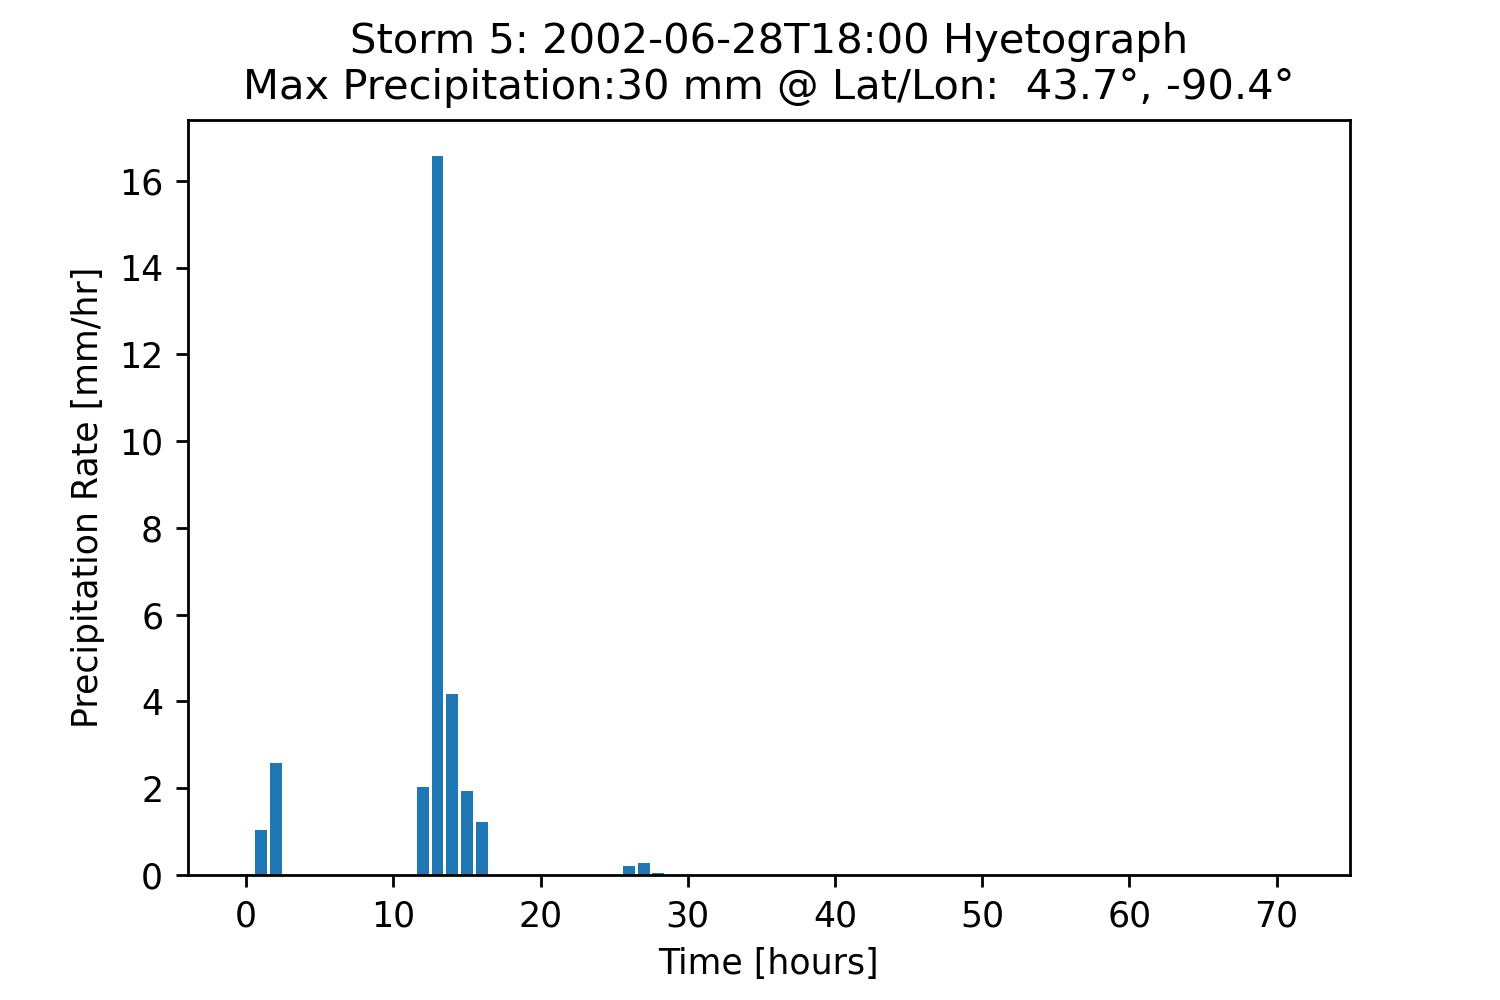 Storm 5: 2002-06-28T18:00 Hyetograph
Max Precipitation:30 mm @ Lat/Lon:  43.7°, -90.4°
Precipitation Rate [mm/hr]
16
14
12
10
8
6
4
2
0
0 10 20 30 40 50 60 70
Time [hours]